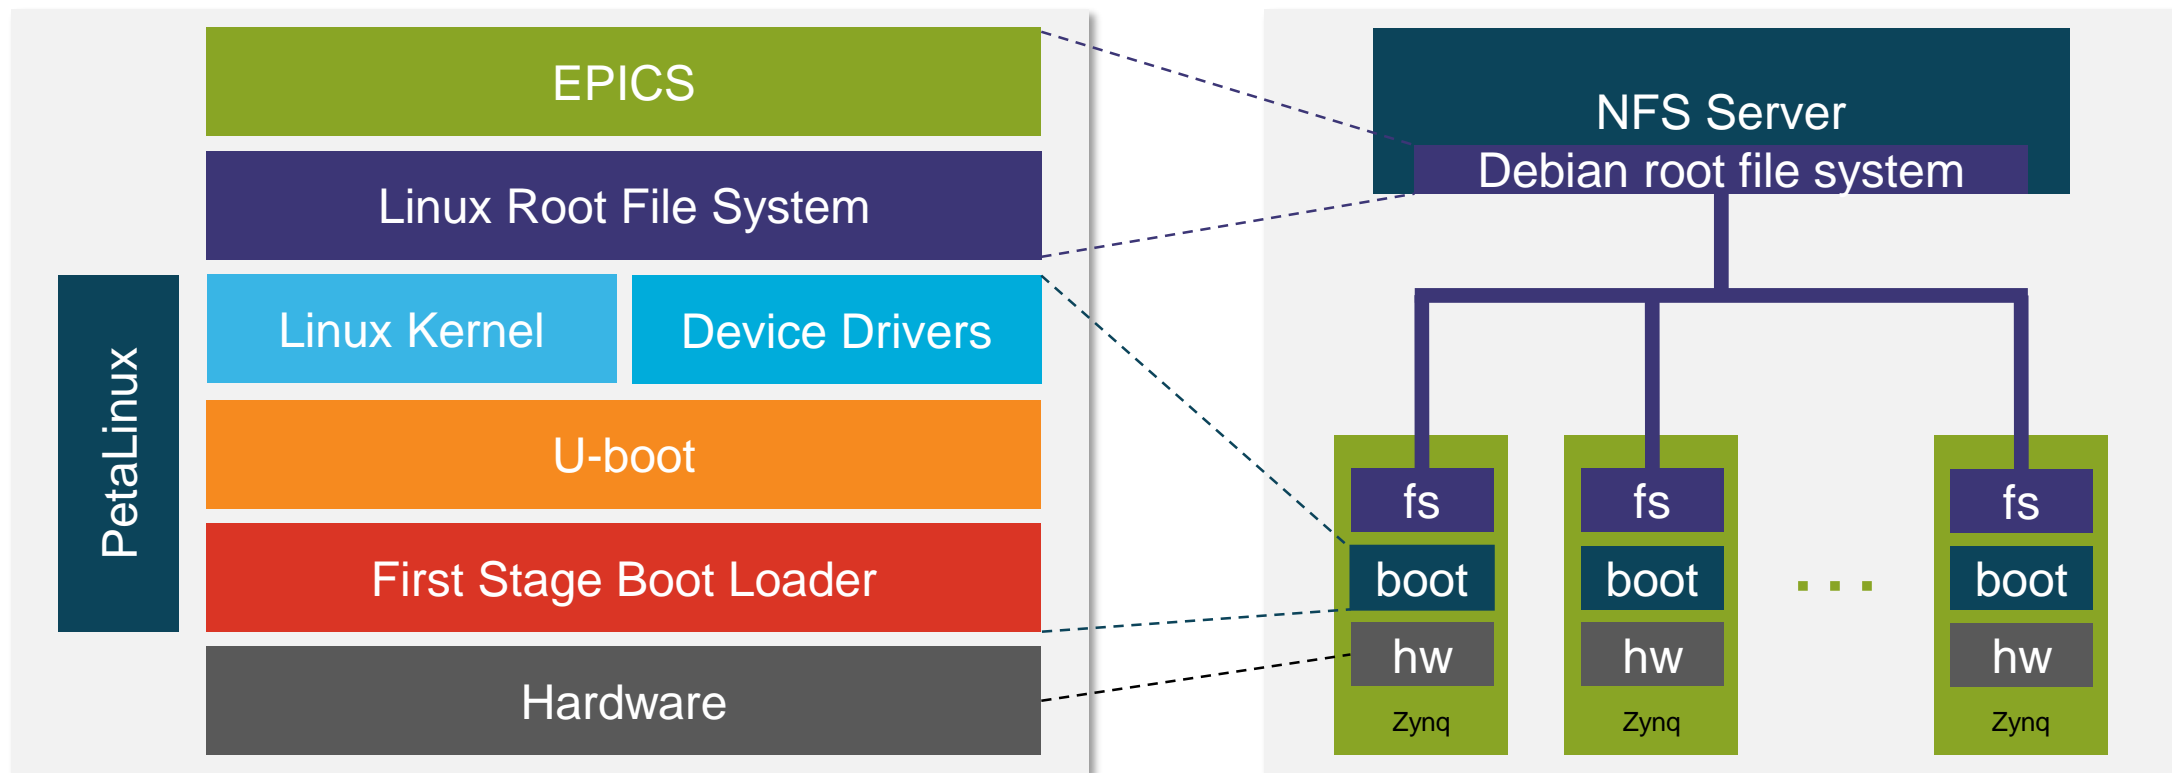 EPICS
Linux Root File System
PetaLinux
Linux Kernel
Device Drivers
U-boot
First Stage Boot Loader
Hardware
NFS Server
Debian root file system
fs
boot
hw
Zynq
fs
boot
hw
Zynq
...
fs
boot
hw
Zynq